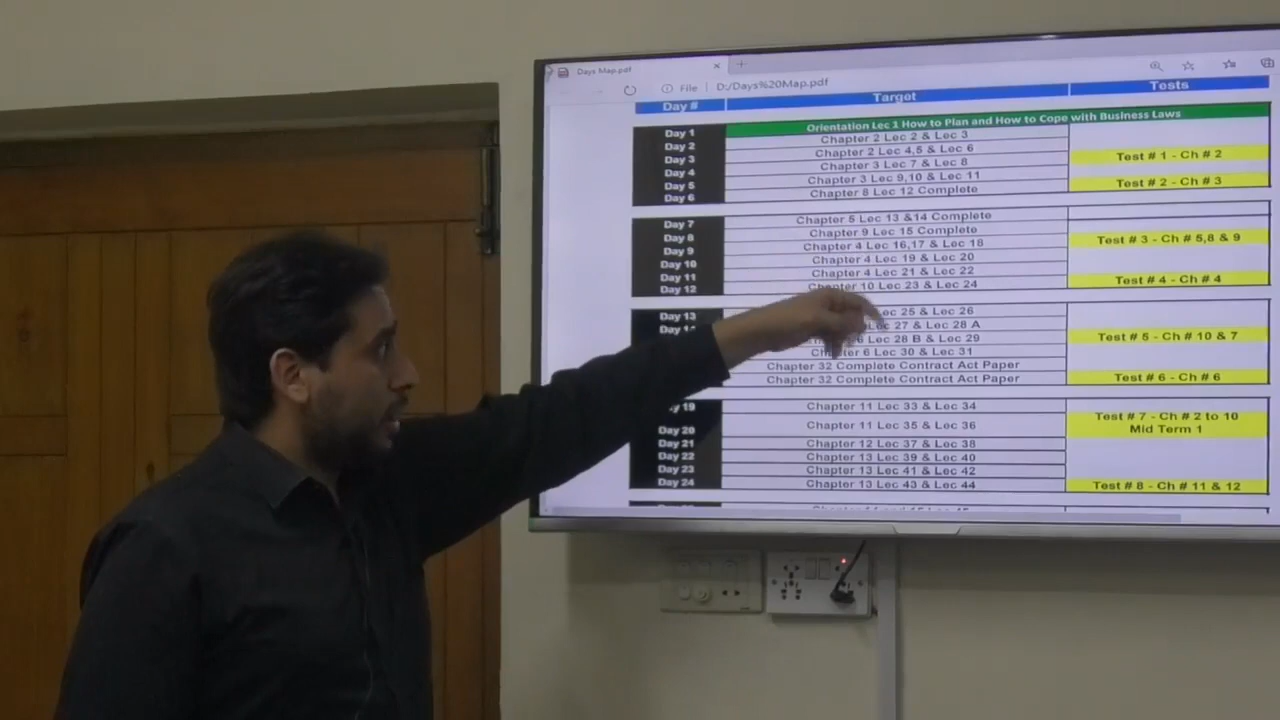 Days Map.pdf
File D:/Days%20Map.pdf
Day # Target Tests
Day 1 Orientation Lec 1 How to Plan and How to Cope with Business Laws
Day 2 Chapter 2 Lec 2 & Lec 3
Day 3 Chapter 2 Lec 4,5 & Lec 6 Test # 1 - Ch # 2
Day 4 Chapter 3 Lec 7 & Lec 8
Day 5 Chapter 3 Lec 9,10 & Lec 11 Test # 2 - Ch # 3
Day 6 Chapter 8 Lec 12 Complete
Day 7 Chapter 5 Lec 13 &14 Complete
Day 8 Chapter 9 Lec 15 Complete Test # 3 - Ch # 5,8 & 9
Day 9 Chapter 4 Lec 16,17 & Lec 18
Day 10 Chapter 4 Lec 19 & Lec 20
Day 11 Chapter 4 Lec 21 & Lec 22 Test # 4 - Ch # 4
Day 12 Chapter 10 Lec 23 & Lec 24
Day 13 Lec 25 & Lec 26
Day Lec 27 & Lec 28 A
6 Lec 28 B & Lec 29 Test # 5 - Ch # 10 & 7
6 Lec 30 & Lec 31
Chapter 32 Complete Contract Act Paper
Chapter 32 Complete Contract Act Paper Test # 6 - Ch # 6
19 Chapter 11 Lec 33 & Lec 34 Test # 7 - Ch # 2 to 10
Day 20 Chapter 11 Lec 35 & Lec 36 Mid Term 1
Day 21 Chapter 12 Lec 37 & Lec 38
Day 22 Chapter 13 Lec 39 & Lec 40
Day 23 Chapter 13 Lec 41 & Lec 42
Day 24 Chapter 13 Lec 43 & Lec 44 Test # 8 - Ch # 11 & 12